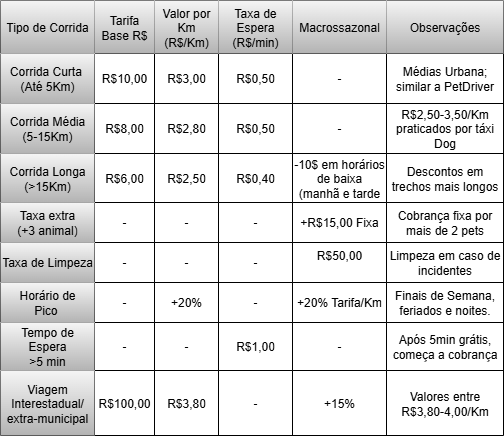 Tipo de Corrida
Tarifa
Base R$
Valor por
Km
(R$/Km)
Taxa de
Espera
(R$/min)
Macrossazonal
Observações
Corrida Curta
(Até 5Km)
R$10,00
R$3,00
R$0,50
-
Médias Urbana;
similar a PetDriver
Corrida Média
(5-15Km)
R$8,00
R$2,80
R$0,50
-
R$2,50-3,50/Km
praticados por táxi
Dog
Corrida Longa
(>15Km)
R$6,00
R$2,50
R$0,40
-10$ em horários
de baixa
(manhã e tarde
Descontos em
trechos mais longos
Taxa extra
(+3 animal)
-
-
-
+R$15,00 Fixa
Cobrança fixa por
mais de 2 pets
Taxa de Limpeza
-
-
-
R$50,00
Limpeza em caso de
incidentes
Horário de
Pico
-
+20%
-
+20% Tarifa/Km
Finais de Semana,
feriados e noites.
Tempo de
Espera
>5 min
-
-
R$1,00
-
Após 5min grátis,
começa a cobrança
Viagem
Interestadual/
extra-municipal
R$100,00
R$3,80
-
+15%
Valores entre
R$3,80-4,00/Km